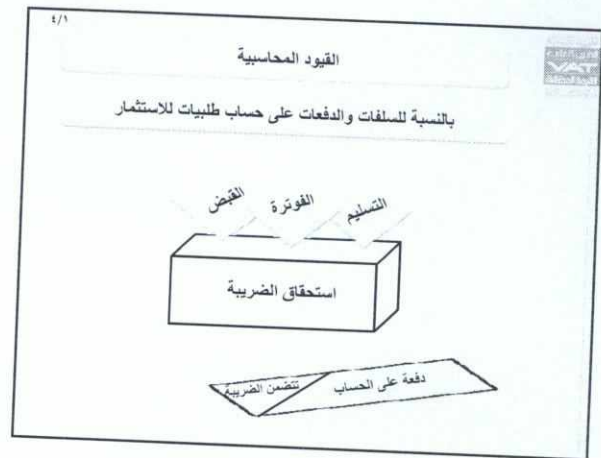 ٤/١
VAT
القيود المحاسبية
بالنسبة للسلفات والدفعات على حساب طلبيات للاستثمار
التسليم
الفوترة
القبض
استحقاق الضريبة
دفعة على الحساب
تتضمن الضريبة